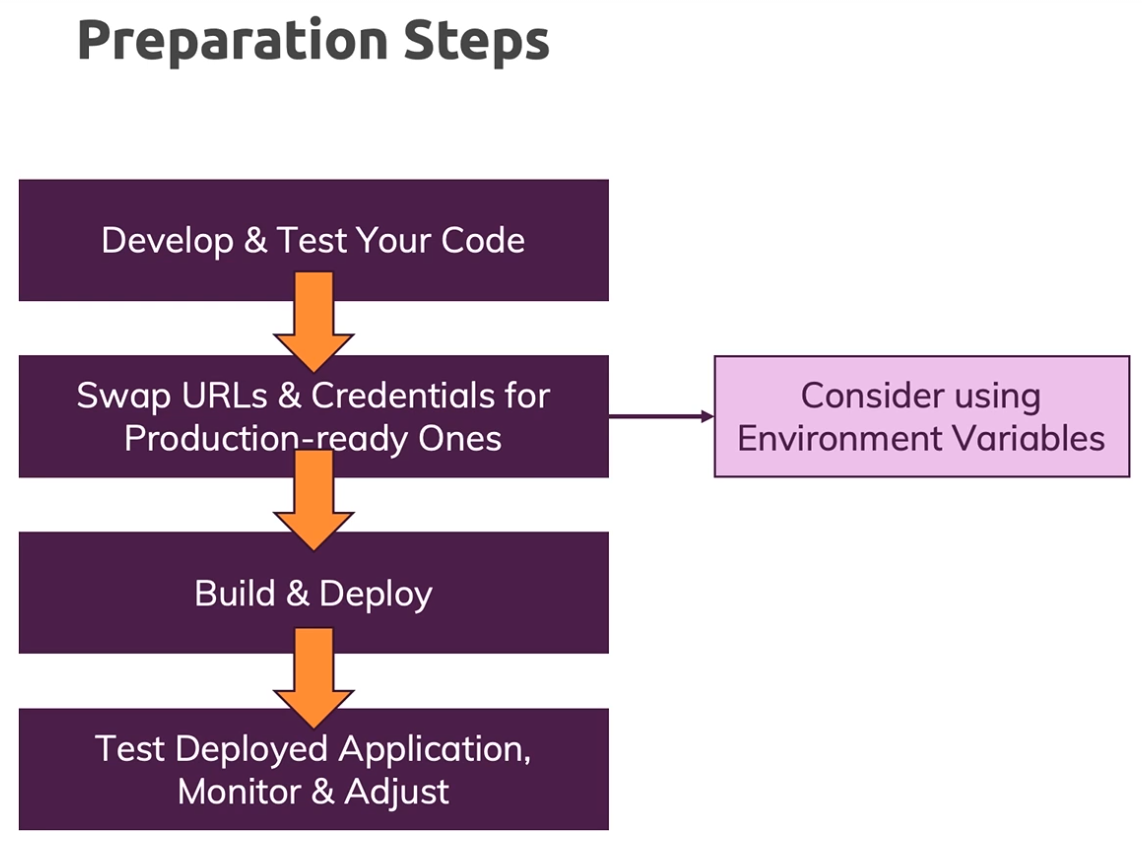 Preparation Steps
Develop & Test Your Code
Swap URLs & Credentials for
Production-ready Ones
Consider using
Environment Variables
Build & Deploy
Test Deployed Application,
Monitor & Adjust